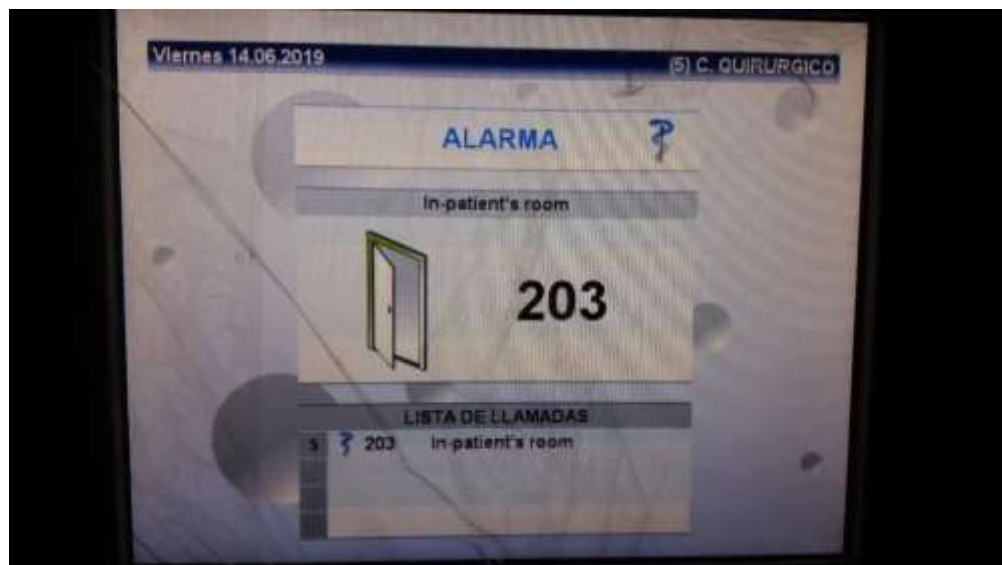 Viernes 14.06.2019
(5) C. QUIRURGICO
ALARMA
In-patient's room
203
LISTA DE LLAMADAS
5 203 In-patient's room